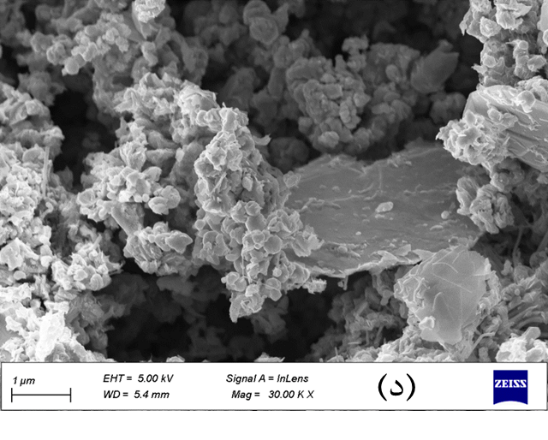 1 µm
EHT = 5.00 kV
Signal A = InLens
(د)
ZEISS
WD = 5.4 mm
Mag = 30.00 K X